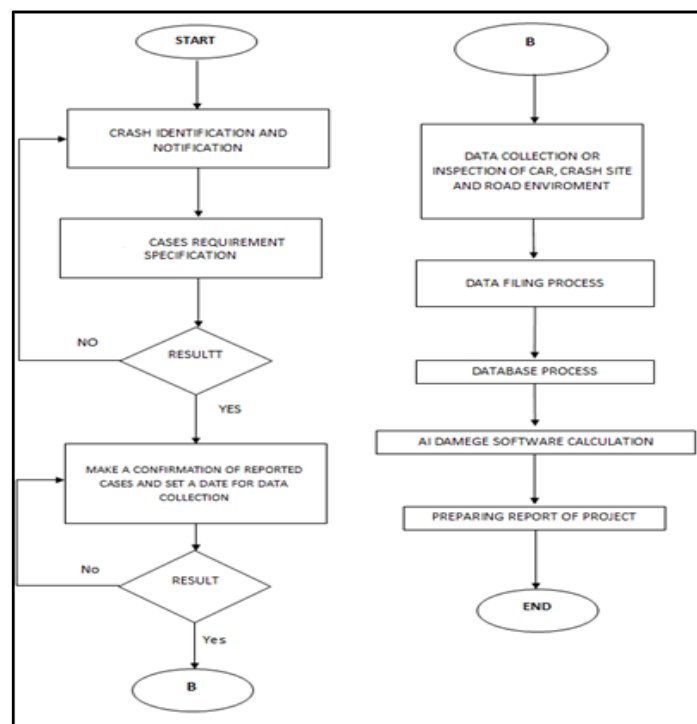 START
CRASH IDENTIFICATION AND
NOTIFICATION
CASES REQUIREMENT
SPECIFICATION
NO
RESULTT
YES
MAKE A CONFIRMATION OF REPORTED
CASES AND SET A DATE FOR DATA
COLLECTION
No
RESULT
Yes
B
B
DATA COLLECTION OR
INSPECTION OF CAR, CRASH SITE
AND ROAD ENVIROMENT
DATA FILING PROCESS
DATABASE PROCESS
AI DAMEGE SOFTWARE CALCULATION
PREPARING REPORT OF PROJECT
END